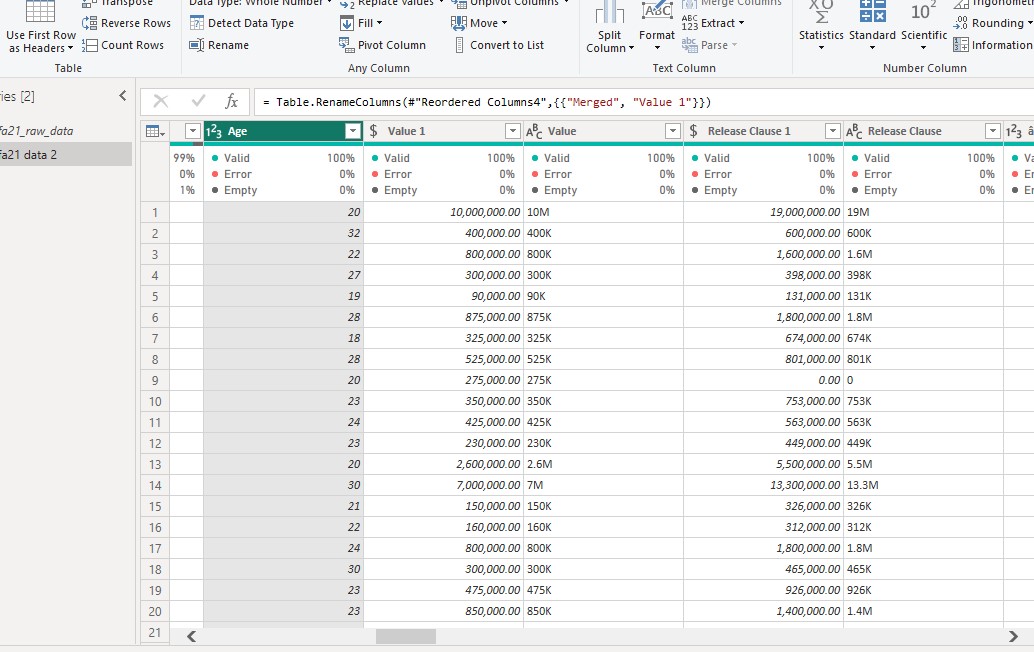 Transpose
Data Type: Whole Number
Replace Values
Unpivot Columns
Merge Columns
Trigonometr
Use First Row
as Headers
Reverse Rows
Detect Data Type
Fill
Move
Split
Column
Format
ABC
123
Extract
Statistics
Standard
10²
Scientific
Rounding
Count Rows
Rename
Pivot Column
Convert to List
Parse
Information
Table
Any Column
Text Column
Number Column
ies [2]
fx
= Table.RenameColumns(#"Reordered Columns4",{{"Merged", "Value 1"}})
fa21_raw_data
fa21 data 2
1²3 Age $ Value 1 ABC Value $ Release Clause 1 ABC Release Clause 1²3 â
99% Valid 100% Valid 100% Valid 100% Valid 100% Valid 100% Va
0% Error 0% Error 0% Error 0% Error 0% Error 0% Er
1% Empty 0% Empty 0% Empty 0% Empty 0% Empty 0% Er
1 20 10,000,000.00 10M 19,000,000.00 19M
2 32 400,000.00 400K 600,000.00 600K
3 22 800,000.00 800K 1,600,000.00 1.6M
4 27 300,000.00 300K 398,000.00 398K
5 19 90,000.00 90K 131,000.00 131K
6 28 875,000.00 875K 1,800,000.00 1.8M
7 18 325,000.00 325K 674,000.00 674K
8 28 525,000.00 525K 801,000.00 801K
9 20 275,000.00 275K 0.00 0
10 23 350,000.00 350K 753,000.00 753K
11 24 425,000.00 425K 563,000.00 563K
12 23 230,000.00 230K 449,000.00 449K
13 20 2,600,000.00 2.6M 5,500,000.00 5.5M
14 30 7,000,000.00 7M 13,300,000.00 13.3M
15 21 150,000.00 150K 326,000.00 326K
16 22 160,000.00 160K 312,000.00 312K
17 24 800,000.00 800K 1,800,000.00 1.8M
18 30 300,000.00 300K 465,000.00 465K
19 23 475,000.00 475K 926,000.00 926K
20 23 850,000.00 850K 1,400,000.00 1.4M
21